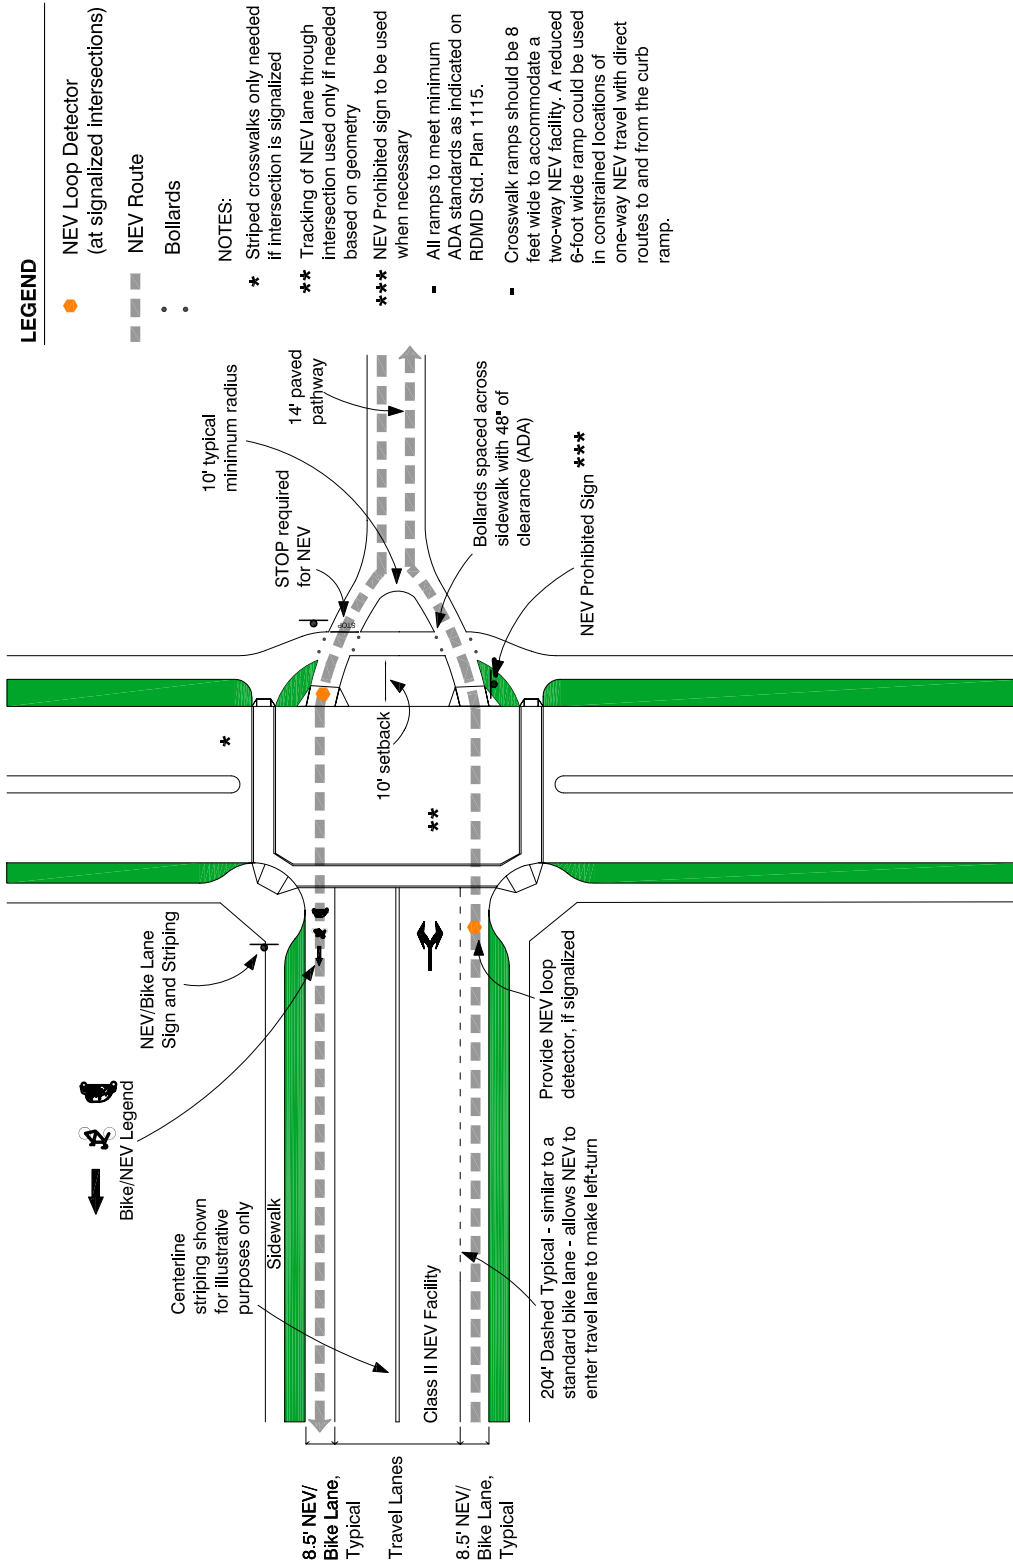 LEGEND
NEV Loop Detector
(at signalized intersections)
NEV Route
Bollards
NOTES:
* Striped crosswalks only needed
if intersection is signalized
** Tracking of NEV lane through
intersection used only if needed
based on geometry
*** NEV Prohibited sign to be used
when necessary
- All ramps to meet minimum
ADA standards as indicated on
RDMD Std. Plan 1115.
- Crosswalk ramps should be 8
feet wide to accommodate a
two-way NEV facility. A reduced
6-foot wide ramp could be used
in constrained locations of
one-way NEV travel with direct
routes to and from the curb
ramp.
Bike/NEV Legend
NEV/Bike Lane
Sign and Striping
Centerline
striping shown
for illustrative
purposes only
Sidewalk
10' typical
minimum radius
STOP required
for NEV
14' paved
pathway
STOP
*
10' setback
**
Bollards spaced across
sidewalk with 48" of
clearance (ADA)
NEV Prohibited Sign ***
8.5' NEV/
Bike Lane,
Typical
Travel Lanes
8.5' NEV/
Bike Lane,
Typical
Class II NEV Facility
204' Dashed Typical - similar to a
standard bike lane - allows NEV to
enter travel lane to make left-turn
Provide NEV loop
detector, if signalized